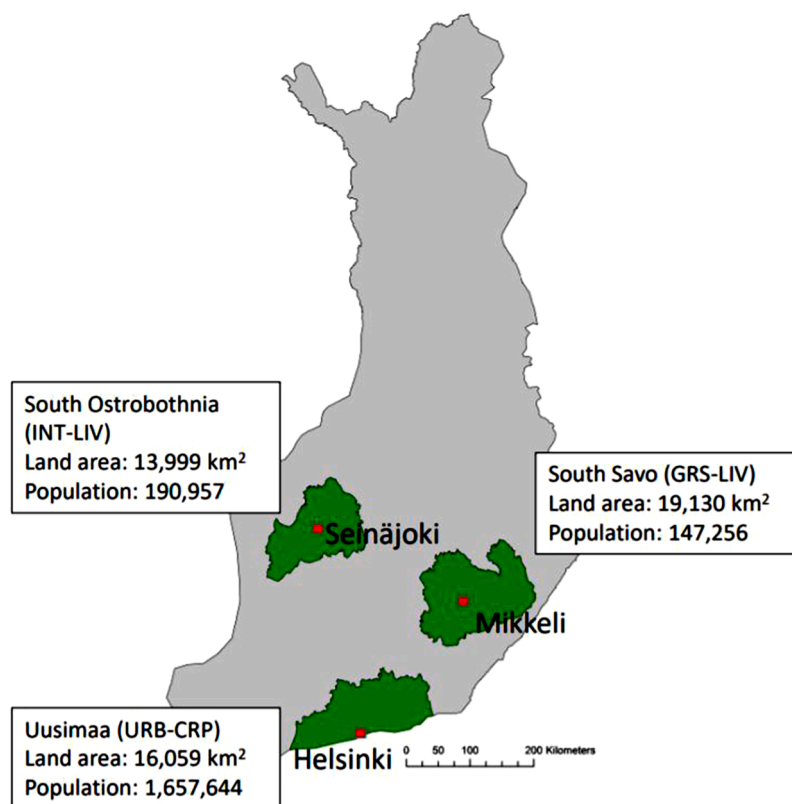 South Ostrobothnia
(INT-LIV)
Land area: 13,999 km²
Population: 190,957
South Savo (GRS-LIV)
Land area: 19,130 km²
Population: 147,256
Seinäjoki
Mikkeli
Uusimaa (URB-CRP)
Land area: 16,059 km²
Population: 1,657,644
Helsinki
0 50 100 200 Kilometers